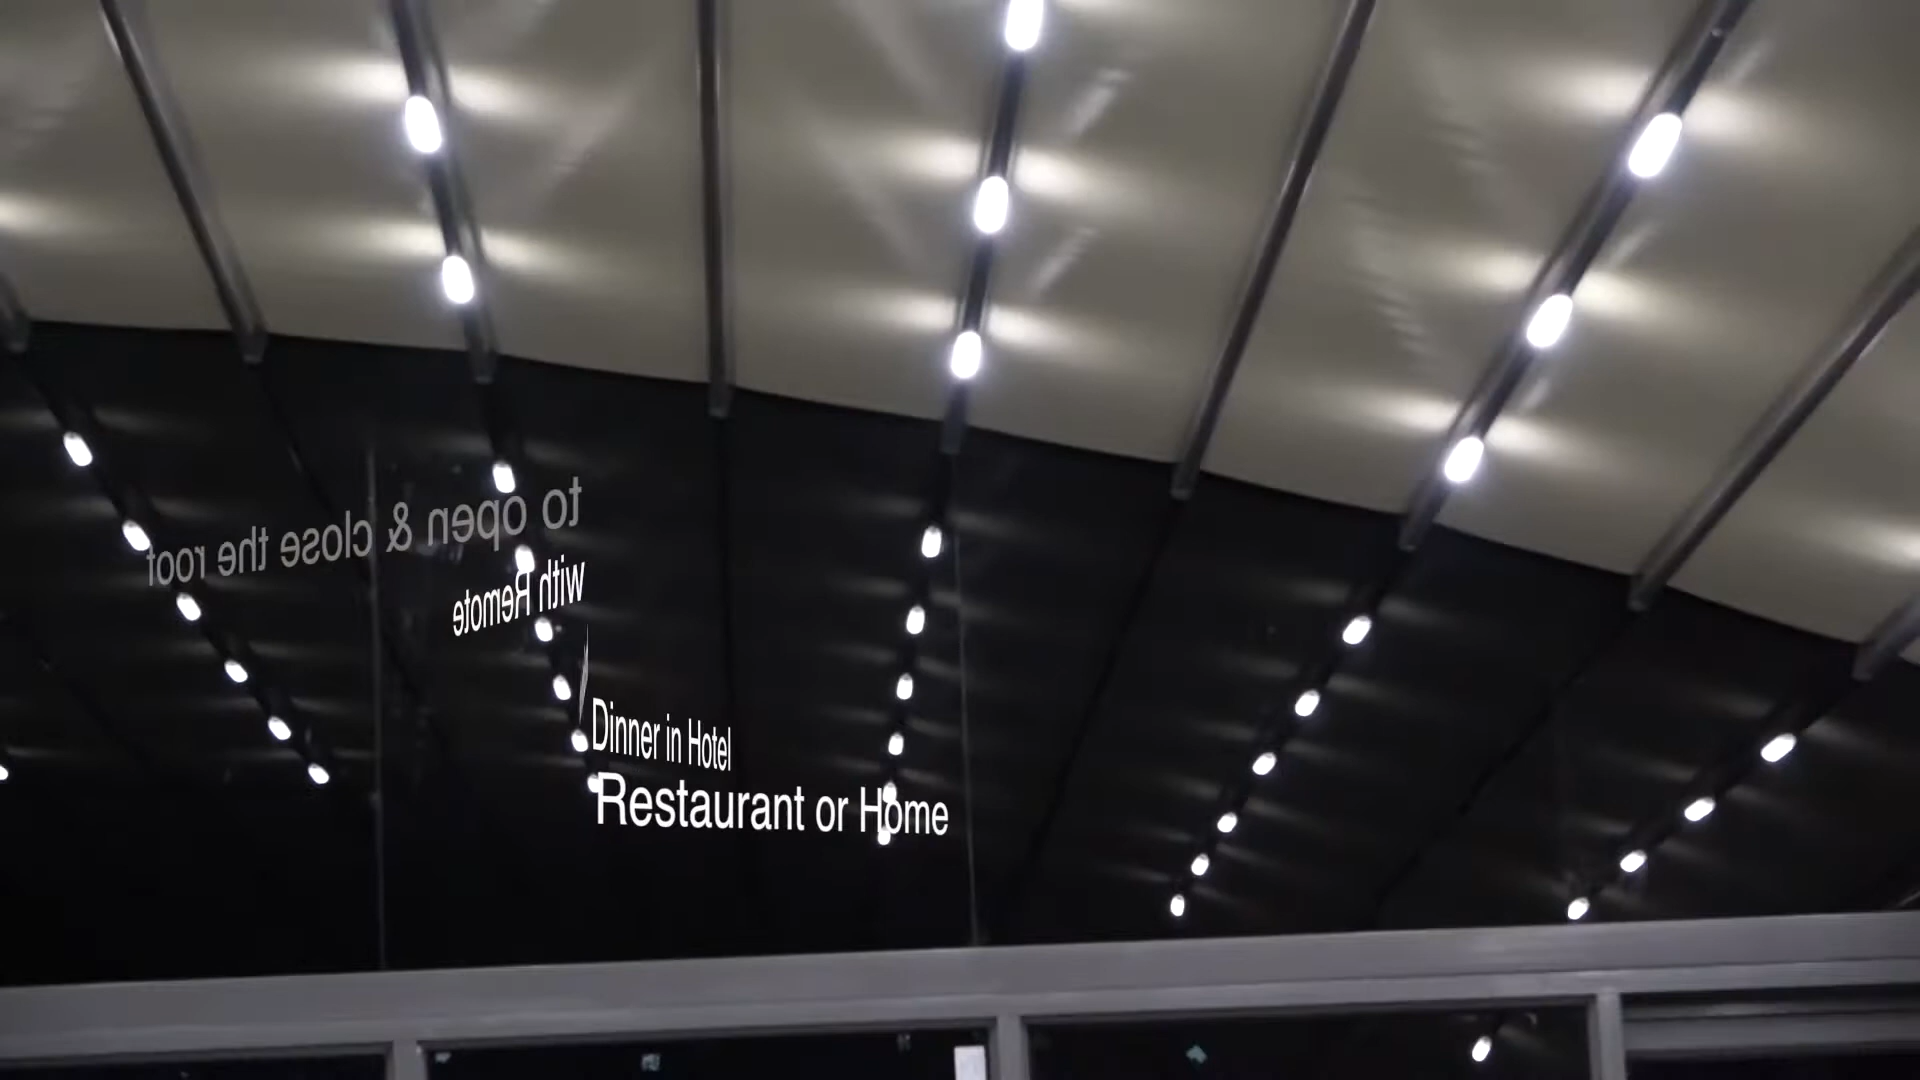 to open & close the roof
with Remote
Dinner in Hotel
Restaurant or Home